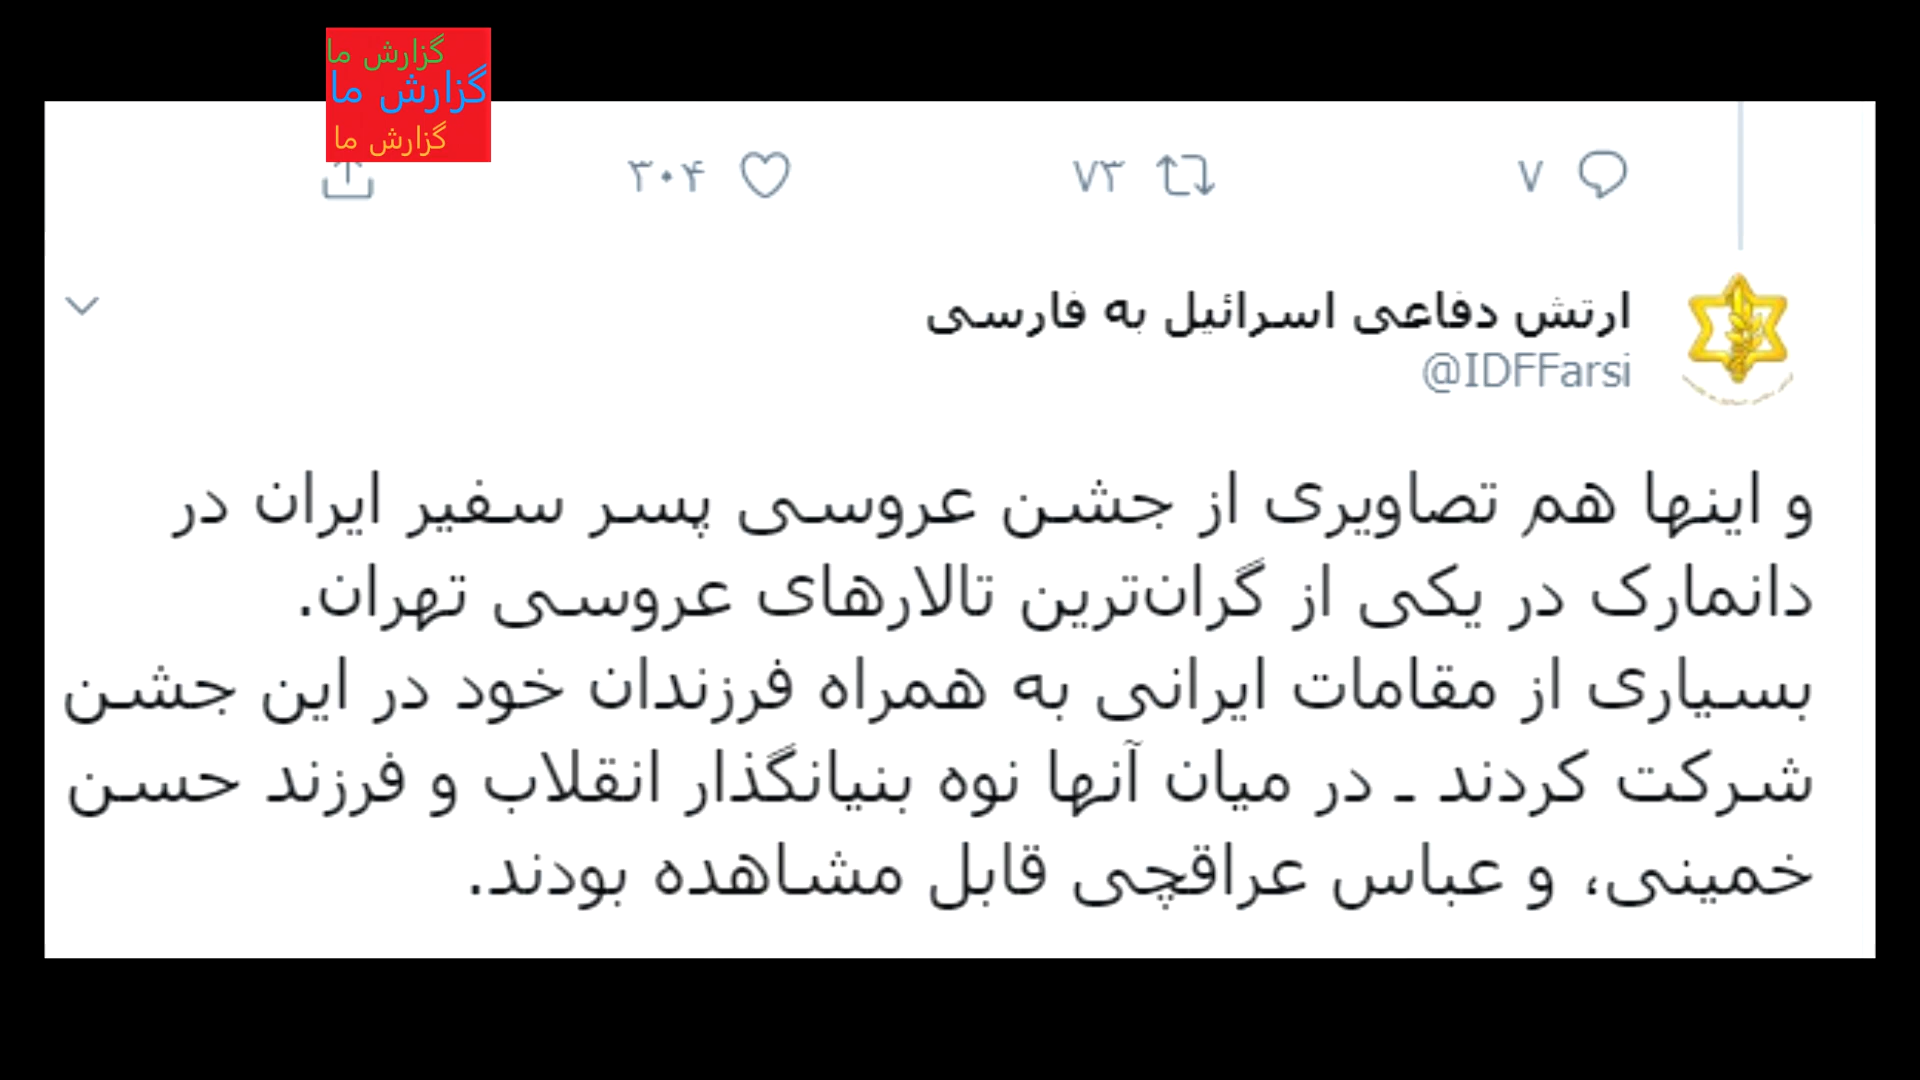 گزارش ما
گزارش ما
گزارش ما
۷ ۷۳ ۳۰۴
ارتش دفاعی اسرائیل به فارسی
@IDFFarsi
و اینها هم تصاویری از جشن عروسی پسر سفیر ایران در
دانمارک در یکی از گران‌ترین تالارهای عروسی تهران.
بسیاری از مقامات ایرانی به همراه فرزندان خود در این جشن
شرکت کردند ـ در میان آنها نوه بنیانگذار انقلاب و فرزند حسن
خمینی، و عباس عراقچی قابل مشاهده بودند.